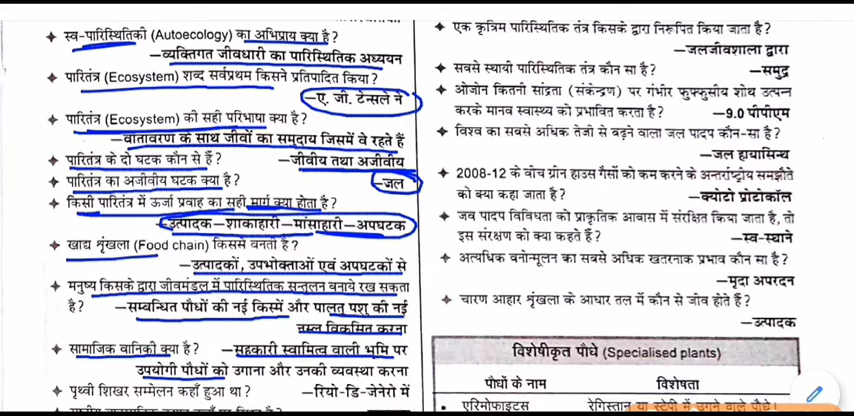 स्व-पारिस्थितिकी (Autoecology) का अभिप्राय क्या है?
–व्यक्तिगत जीवधारी का पारिस्थितिक अध्ययन
पारितंत्र (Ecosystem) शब्द सर्वप्रथम किसने प्रतिपादित किया?
–ए. जी. टेन्सले ने
पारितंत्र (Ecosystem) की सही परिभाषा क्या है?
–वातावरण के साथ जीवों का समुदाय जिसमें वे रहते हैं
पारितंत्र के दो घटक कौन से हैं? –जीवीय तथा अजीवीय
पारितंत्र का अजीवीय घटक क्या है? –जल
किसी पारितंत्र में ऊर्जा प्रवाह का सही मार्ग क्या होता है?
–उत्पादक–शाकाहारी–मांसाहारी–अपघटक
खाद्य श्रृंखला (Food chain) किससे बनती है?
–उत्पादकों, उपभोक्ताओं एवं अपघटकों से
मनुष्य किसके द्वारा जीवमंडल में पारिस्थितिक सन्तुलन बनाये रख सकता
है? –सम्बन्धित पौधों की नई किस्में और पालतू पशु की नई
नस्ल विकसित करना
सामाजिक वानिकी क्या है? –सहकारी स्वामित्व वाली भूमि पर
उपयोगी पौधों को उगाना और उनकी व्यवस्था करना
पृथ्वी शिखर सम्मेलन कहाँ हुआ था? –रियो-डि-जेनेरो में
एक कृत्रिम पारिस्थितिक तंत्र किसके द्वारा निरूपित किया जाता है?
–जलजीवशाला द्वारा
सबसे स्थायी पारिस्थितिक तंत्र कौन सा है? –समुद्र
ओजोन कितनी सांद्रता (संकेन्द्रण) पर गंभीर फुफ्फुसीय शोथ उत्पन्न
करके मानव स्वास्थ्य को प्रभावित करता है? –9.0 पीपीएम
विश्व का सबसे अधिक तेजी से बढ़ने वाला जल पादप कौन-सा है?
–जल हायासिन्थ
2008-12 के बीच ग्रीन हाउस गैसों को कम करने के अन्तर्राष्ट्रीय समझौते
को क्या कहा जाता है? –क्योटो प्रोटोकॉल
जब पादप विविधता को प्राकृतिक आवास में संरक्षित किया जाता है, तो
इस संरक्षण को क्या कहते हैं? –स्व-स्थाने
अत्यधिक वनोन्मूलन का सबसे अधिक खतरनाक प्रभाव कौन सा है?
–मृदा अपरदन
चारण आहार श्रृंखला के आधार तल में कौन से जीव होते हैं?
–उत्पादक
विशेषीकृत पौधे (Specialised plants)
पौधों के नाम विशेषता
एरिमोफाइटस रेगिस्तान या स्टेपी में उगने वाले पौधे।